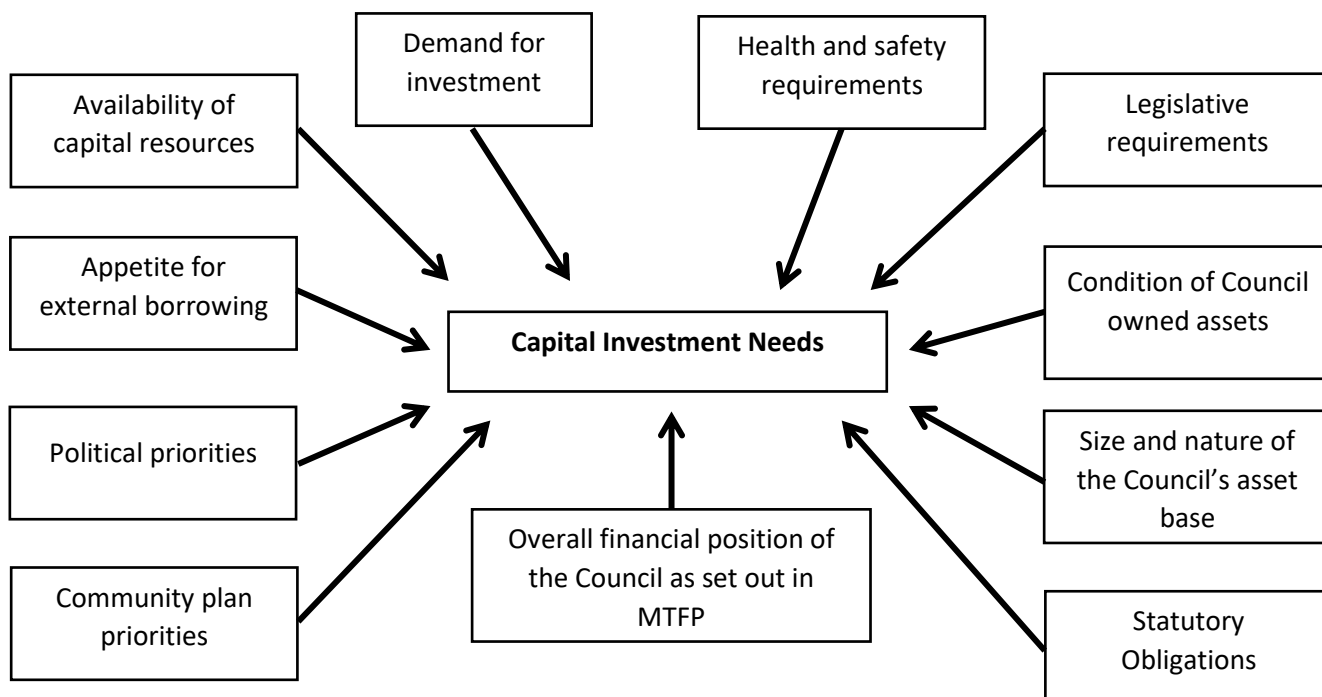 Demand for
investment
Health and safety
requirements
Availability of
capital resources
Legislative
requirements
Appetite for
external borrowing
Condition of Council
owned assets
Capital Investment Needs
Political priorities
Size and nature of
the Council’s asset
base
Overall financial position of
the Council as set out in
MTFP
Community plan
priorities
Statutory
Obligations